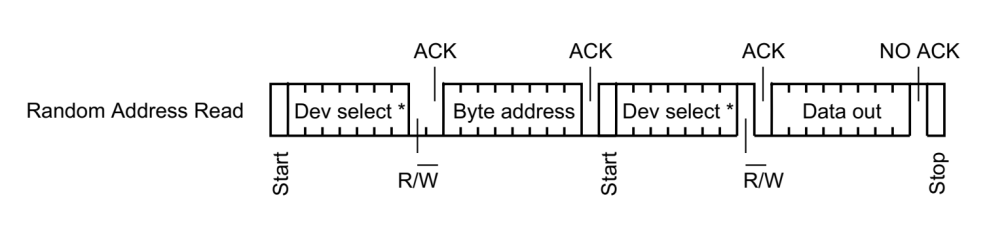 ACK ACK ACK NO ACK
Random Address Read Dev select * Byte address Dev select * Data out
Start R/W̅ Start R/W̅ Stop